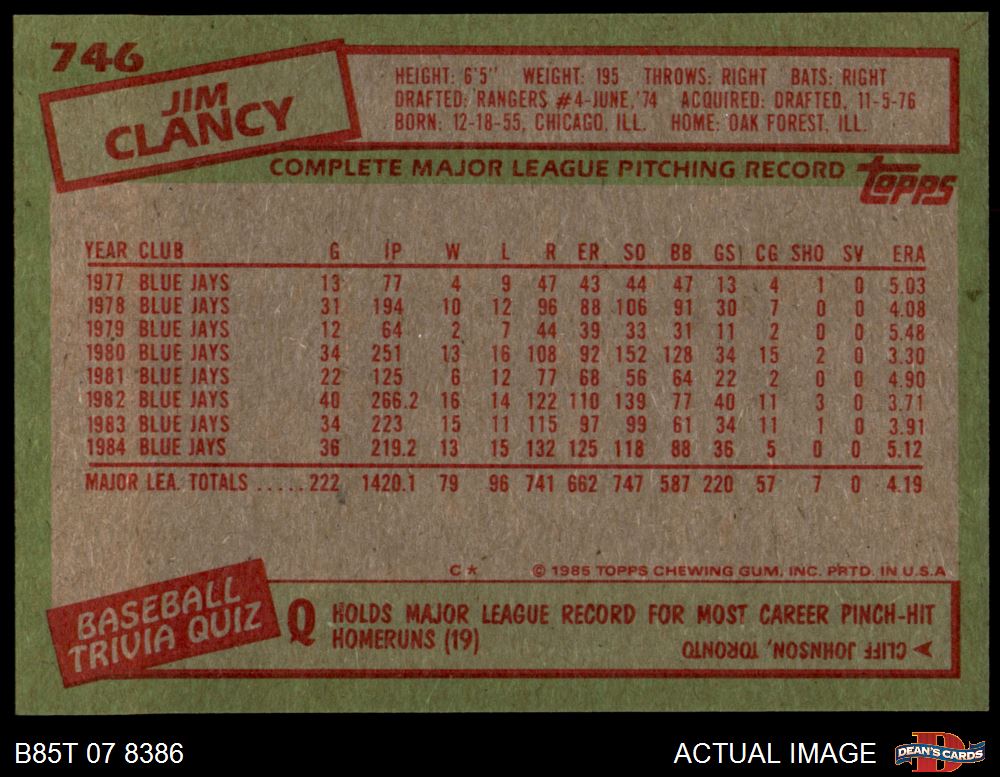 746
JIM
CLANCY
HEIGHT: 6'5" WEIGHT: 195 THROWS: RIGHT BATS: RIGHT
DRAFTED: RANGERS #4-JUNE,'74 ACQUIRED: DRAFTED, 11-5-76
BORN: 12-18-55, CHICAGO, ILL. HOME: OAK FOREST, ILL.
COMPLETE MAJOR LEAGUE PITCHING RECORD
Topps
YEAR CLUB G IP W L R ER SO BB GS CG SHO SV ERA
1977 BLUE JAYS 13 77 4 9 47 43 44 47 13 4 1 0 5.03
1978 BLUE JAYS 31 194 10 12 96 88 106 91 30 7 0 0 4.08
1979 BLUE JAYS 12 64 2 7 44 39 33 31 11 2 0 0 5.48
1980 BLUE JAYS 34 251 13 16 108 92 152 128 34 15 2 0 3.30
1981 BLUE JAYS 22 125 6 12 77 68 56 64 22 2 0 0 4.90
1982 BLUE JAYS 40 266.2 16 14 122 110 139 77 40 11 3 0 3.71
1983 BLUE JAYS 34 223 15 11 115 97 99 61 34 11 1 0 3.91
1984 BLUE JAYS 36 219.2 13 15 132 125 118 88 36 5 0 0 5.12
MAJOR LEA. TOTALS .....222 1420.1 79 96 741 662 747 587 220 57 7 0 4.19
C * © 1985 TOPPS CHEWING GUM, INC. PRTD. IN U.S.A.
BASEBALL
TRIVIA QUIZ
Q HOLDS MAJOR LEAGUE RECORD FOR MOST CAREER PINCH-HIT
HOMERUNS (19)
CLIFF JOHNSON, TORONTO
B85T 07 8386
ACTUAL IMAGE
D
DEAN'S CARDS